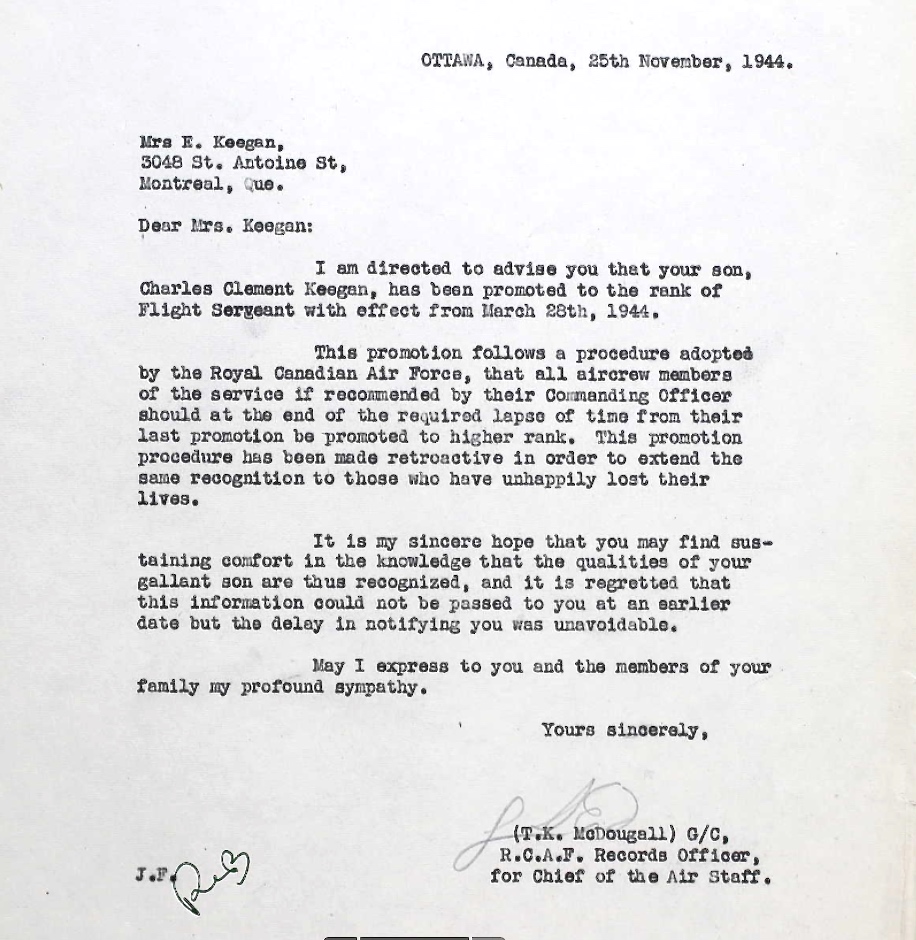 OTTAWA, Canada, 25th November, 1944.
Mrs E. Keegan,
3048 St. Antoine St,
Montreal, Que.
Dear Mrs. Keegan:
I am directed to advise you that your son,
Charles Clement Keegan, has been promoted to the rank of
Flight Sergeant with effect from March 28th, 1944.
This promotion follows a procedure adopted
by the Royal Canadian Air Force, that all aircrew members
of the service if recommended by their Commanding Officer
should at the end of the required lapse of time from their
last promotion be promoted to higher rank. This promotion
procedure has been made retroactive in order to extend the
same recognition to those who have unhappily lost their
lives.
It is my sincere hope that you may find sus-
taining comfort in the knowledge that the qualities of your
gallant son are thus recognized, and it is regretted that
this information could not be passed to you at an earlier
date but the delay in notifying you was unavoidable.
May I express to you and the members of your
family my profound sympathy.
Yours sincerely,
(T.K. McDougall) G/C,
R.C.A.F. Records Officer,
for Chief of the Air Staff.
J.F.